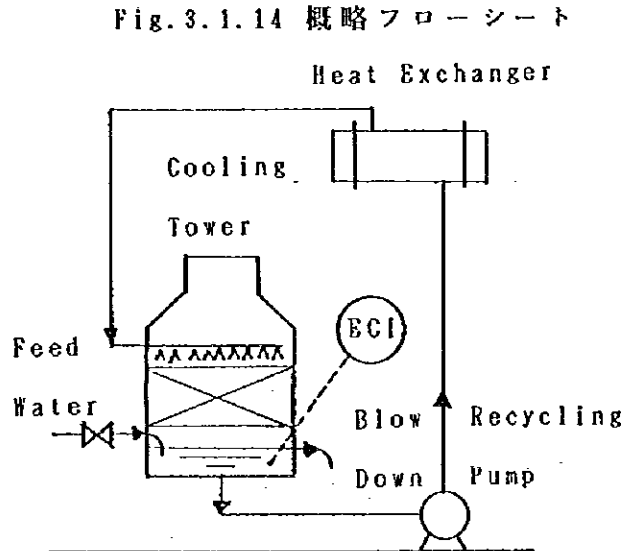 Fig.3.1.14 概略フローシート
Heat Exchanger
Cooling
Tower
ECI
Feed
Water
Blow
Down
Recycling
Pump